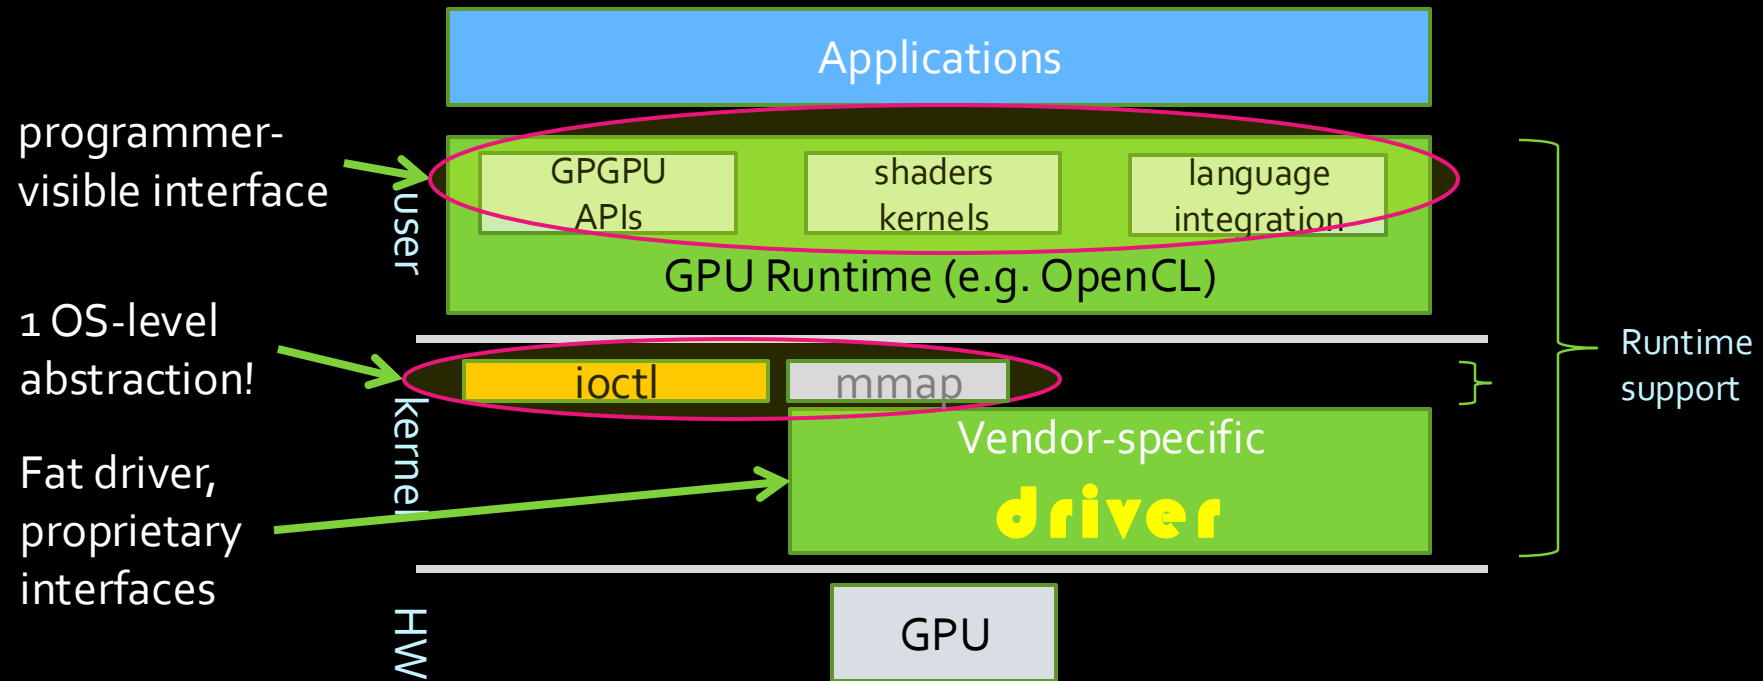 Applications
programmer-
visible interface
GPGPU
APIs
shaders
kernels
language
integration
user
GPU Runtime (e.g. OpenCL)
1 OS-level
abstraction!
ioctl
mmap
Runtime
support
kernel
Vendor-specific
driver
Fat driver,
proprietary
interfaces
HW
GPU